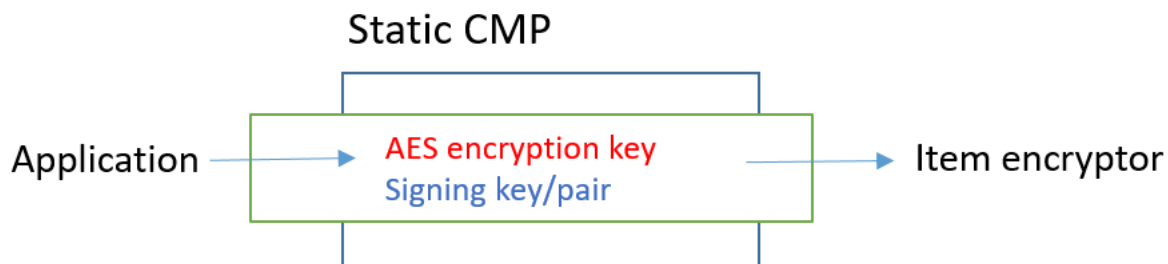 Static CMP
Application
AES encryption key
Signing key/pair
Item encryptor